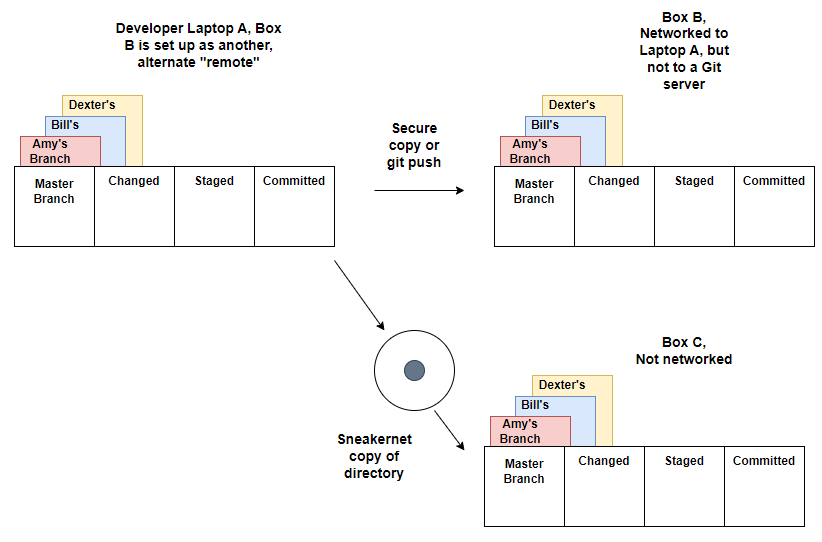 Developer Laptop A, Box
B is set up as another,
alternate "remote"
Box B,
Networked to
Laptop A, but
not to a Git
server
Dexter's
Bill's
Amy's
Branch
Master
Branch
Changed
Staged
Committed
Secure
copy or
git push
Dexter's
Bill's
Amy's
Branch
Master
Branch
Changed
Staged
Committed
Sneakernet
copy of
directory
Box C,
Not networked
Dexter's
Bill's
Amy's
Branch
Master
Branch
Changed
Staged
Committed